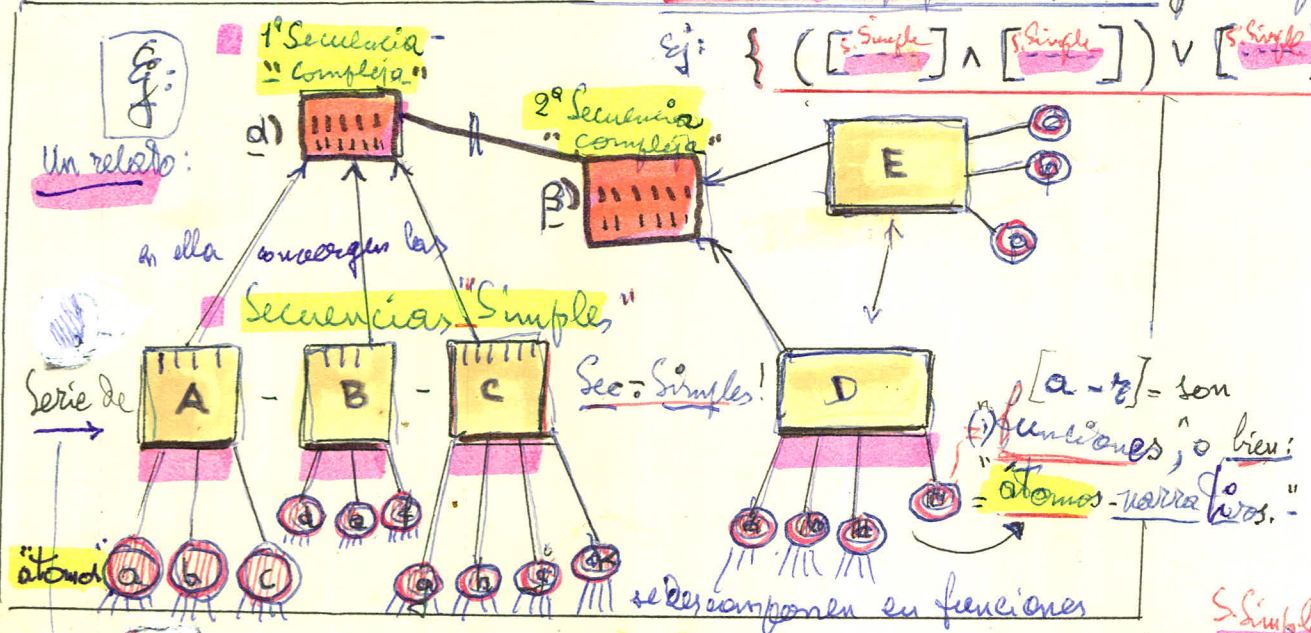 1ª Secuencia -
"compleja"
Ej:
Ej: { ([S. Simple] ∧ [S. Simple]) ∨ [S. Simple
2ª Secuencia
"compleja"
α)
Un relato:
β)
E
en ella convergen las
Secuencias "Simples"
Serie de
A - B - C
Sec = Simples!
D
[a - z] = son
(") funciones", o bien:
= "átomos - narrativos." -
d e f
"átomos" a b c
se descomponen en funciones
S. Simpl